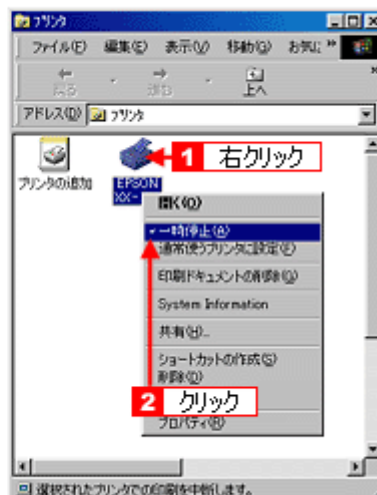 プリンタ
ファイル(F) 編集(E) 表示(V) 移動(G) お気に »
戻る 進む 上へ »
アドレス(D) プリンタ
1 右クリック
プリンタの追加 EPSON
XX-
開く(O)
一時停止(A)
通常使うプリンタに設定(E)
印刷ドキュメントの削除(G)
System Information
共有(H)...
ショートカットの作成(S)
削除(D)
2 クリック
プロパティ(R)
選択されたプリンタでの印刷を中断します。